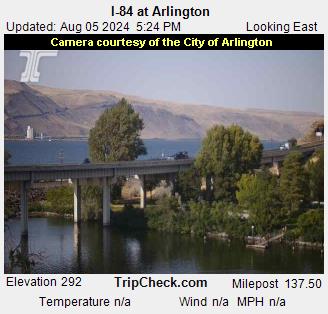 I-84 at Arlington
Updated: Aug 05 2024 5:24 PM Looking East
Camera courtesy of the City of Arlington
Elevation 292 TripCheck.com Milepost 137.50
Temperature n/a Wind n/a MPH n/a